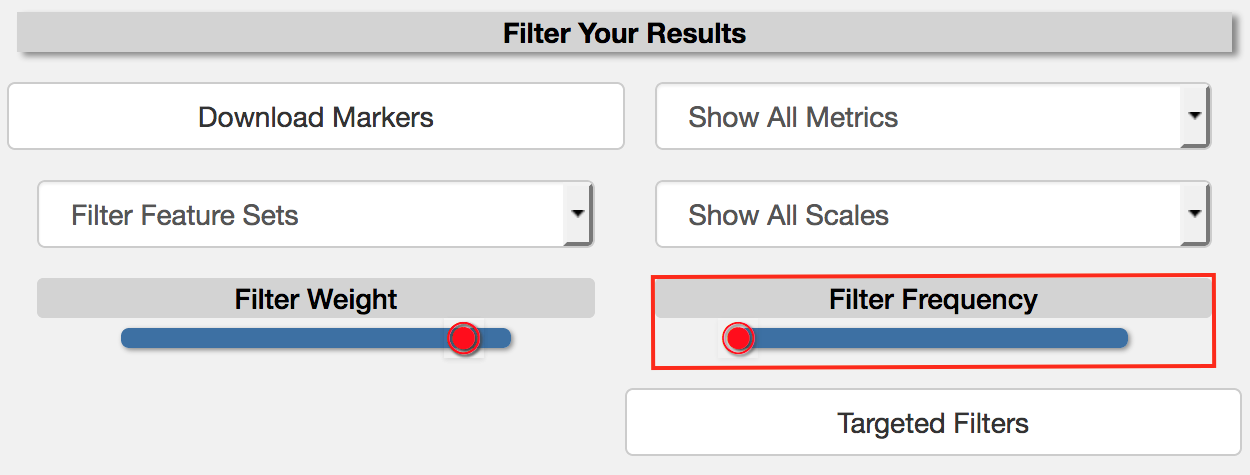 Filter Your Results
Download Markers
Show All Metrics
Filter Feature Sets
Show All Scales
Filter Weight
Filter Frequency
Targeted Filters